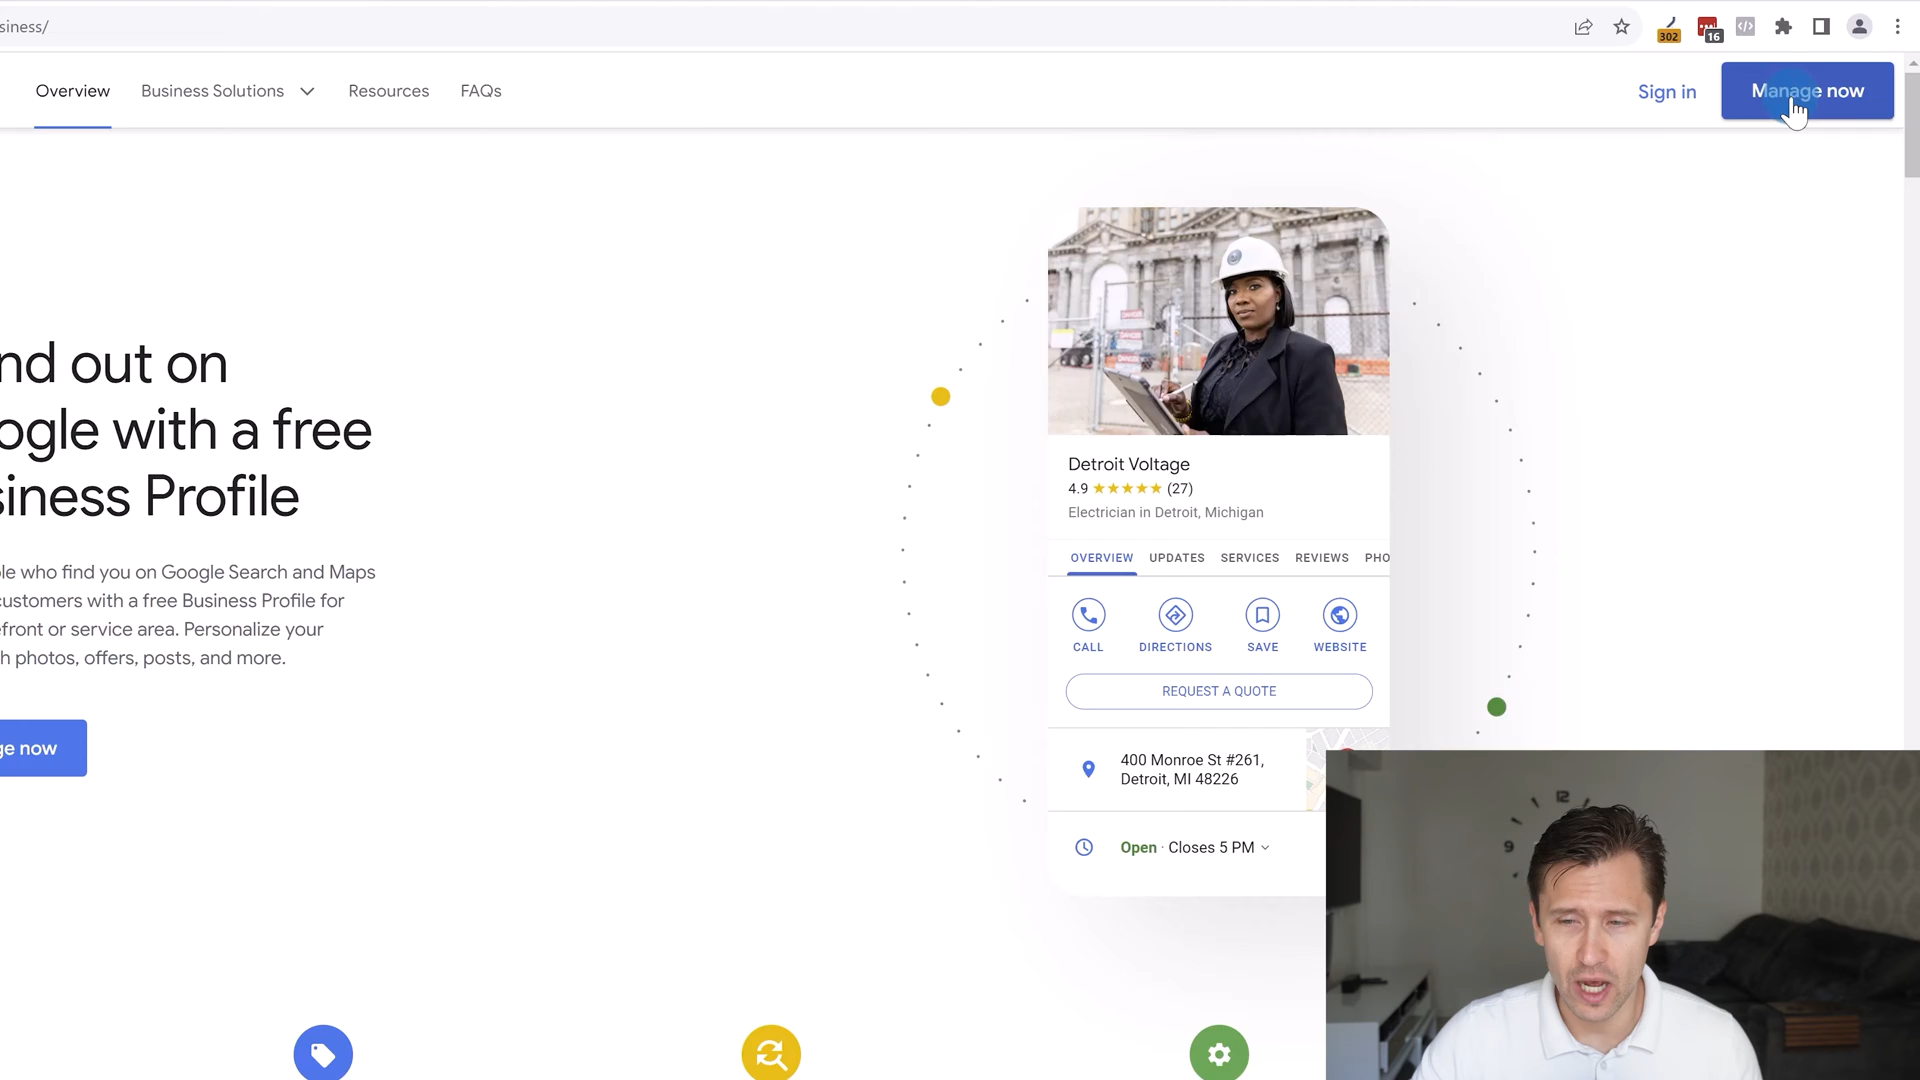 siness/
302
16
Overview
Business Solutions
Resources
FAQs
Sign in
Manage now
nd out on
ogle with a free
siness Profile
le who find you on Google Search and Maps
customers with a free Business Profile for
front or service area. Personalize your
h photos, offers, posts, and more.
ge now
DANGER
Detroit Voltage
4.9 ★★★★★ (27)
Electrician in Detroit, Michigan
OVERVIEW UPDATES SERVICES REVIEWS PHO
CALL DIRECTIONS SAVE WEBSITE
REQUEST A QUOTE
400 Monroe St #261,
Detroit, MI 48226
Open · Closes 5 PM
12
9